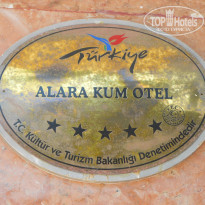 TOP HOTELS
Türkiye
ALARA KUM OTEL
T.C. Kültür ve Turizm Bakanlığı Denetimindedir.